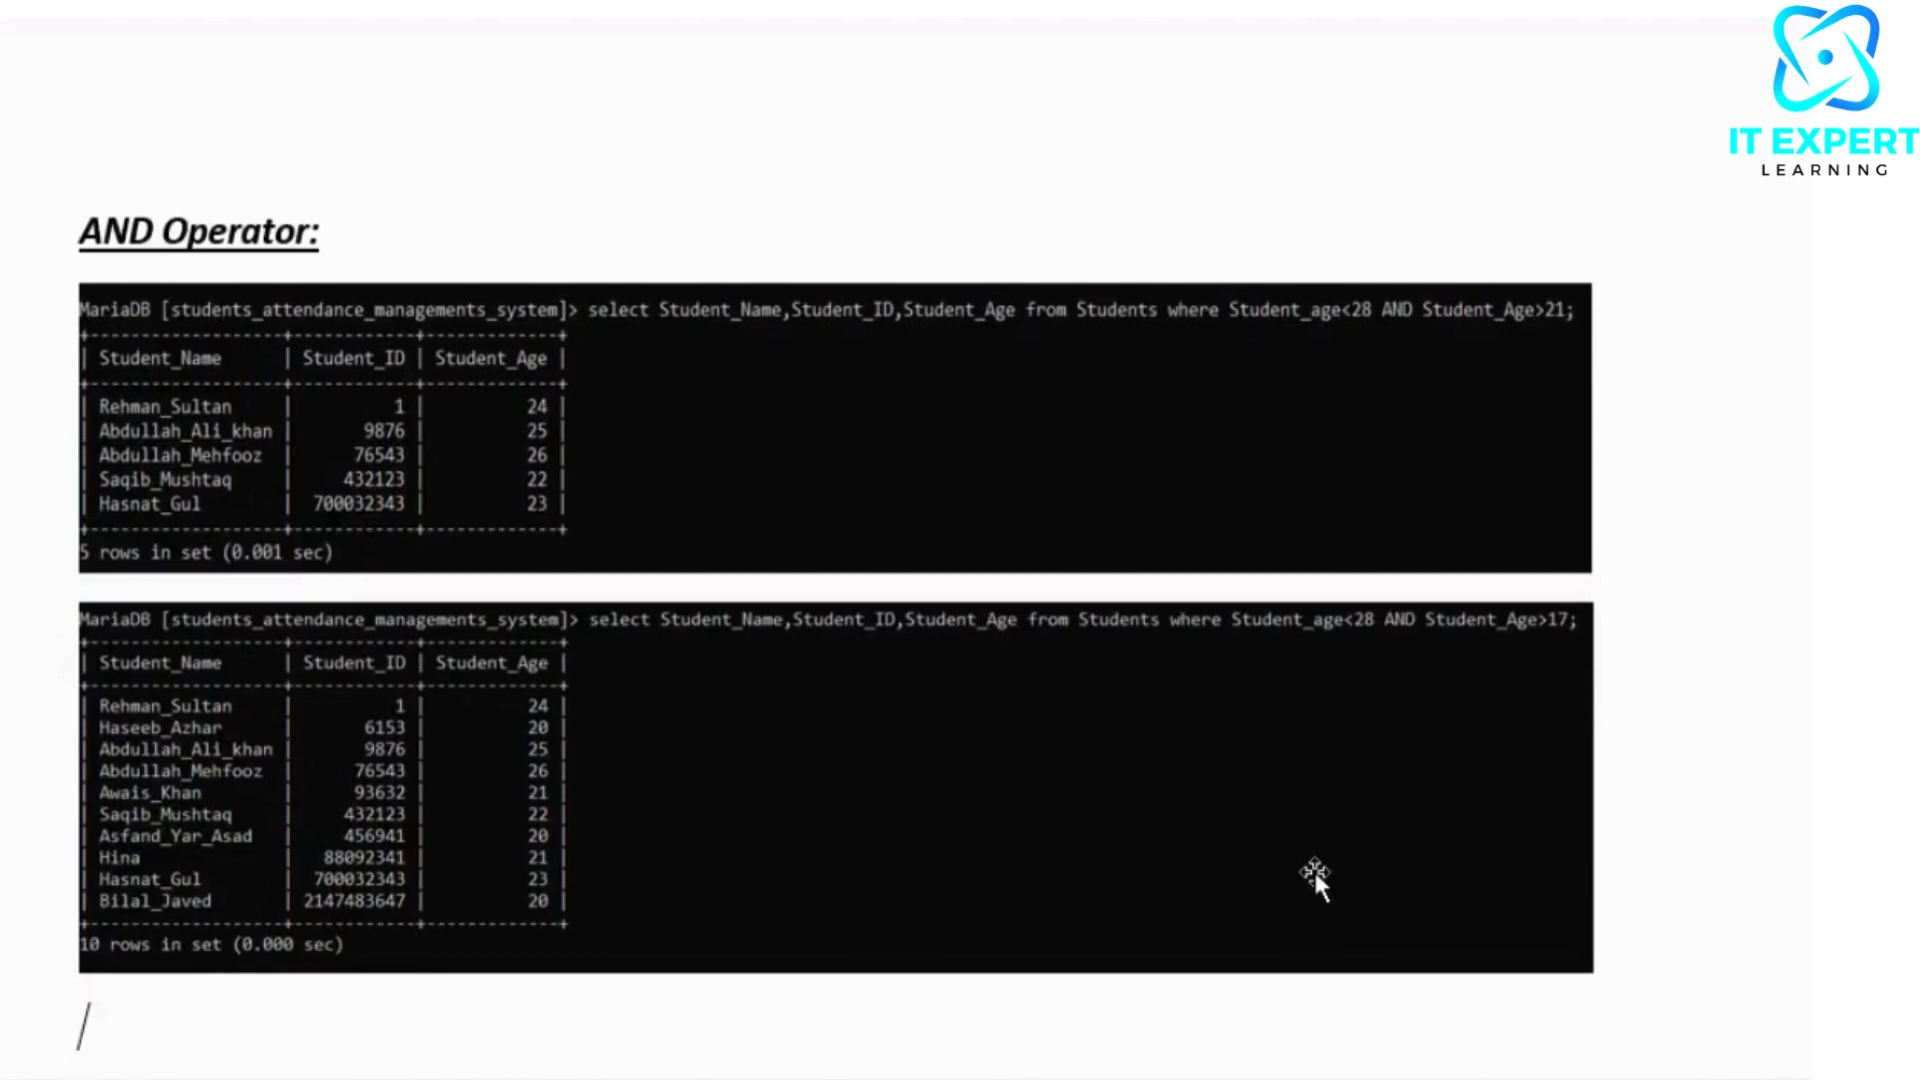 IT EXPERT
LEARNING
AND Operator:
MariaDB [students_attendance_managements_system]> select Student_Name,Student_ID,Student_Age from Students where Student_age<28 AND Student_Age>21;
| Student_Name | Student_ID | Student_Age |
| Rehman_Sultan | 1 | 24 |
| Abdullah_Ali_khan | 9876 | 25 |
| Abdullah_Mehfooz | 76543 | 26 |
| Saqib_Mushtaq | 432123 | 22 |
| Hasnat_Gul | 700032343 | 23 |
5 rows in set (0.001 sec)
MariaDB [students_attendance_managements_system]> select Student_Name,Student_ID,Student_Age from Students where Student_age<28 AND Student_Age>17;
| Student_Name | Student_ID | Student_Age |
| Rehman_Sultan | 1 | 24 |
| Haseeb_Azhar | 6153 | 20 |
| Abdullah_Ali_khan | 9876 | 25 |
| Abdullah_Mehfooz | 76543 | 26 |
| Awais_Khan | 93632 | 21 |
| Saqib_Mushtaq | 432123 | 22 |
| Asfand_Yar_Asad | 456941 | 20 |
| Hina | 88092341 | 21 |
| Hasnat_Gul | 700032343 | 23 |
| Bilal_Javed | 2147483647 | 20 |
10 rows in set (0.000 sec)